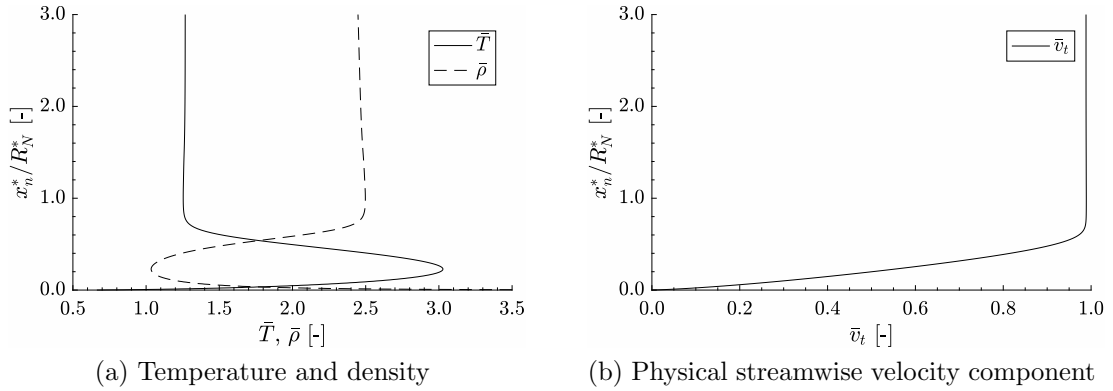 3.0
2.0
1.0
0.0
x*n/R*N [-]
T̄
ρ̄
0.5 1.0 1.5 2.0 2.5 3.0 3.5
T̄, ρ̄ [-]
(a) Temperature and density
3.0
2.0
1.0
0.0
x*n/R*N [-]
v̄t
0.0 0.2 0.4 0.6 0.8 1.0
v̄t [-]
(b) Physical streamwise velocity component